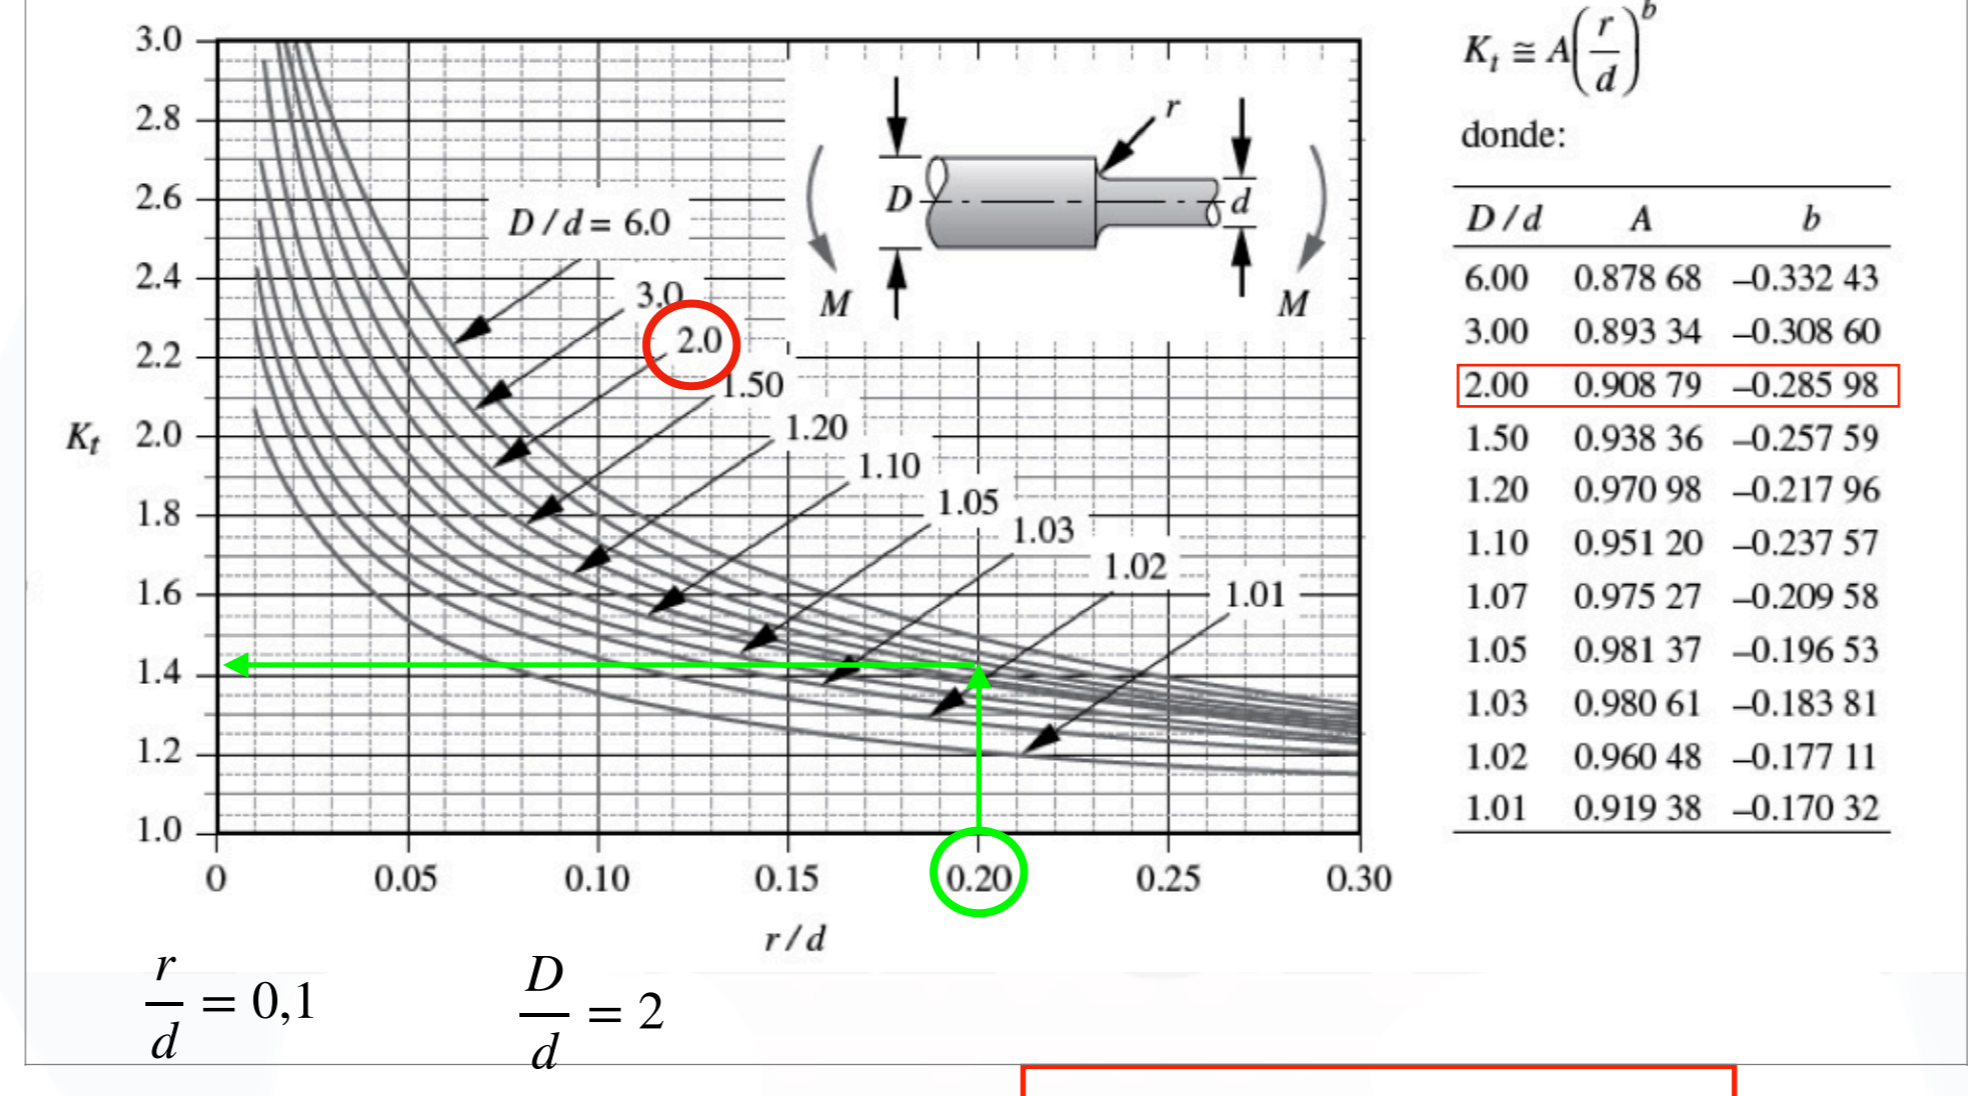 3.0
2.8
2.6
2.4
2.2
2.0
1.8
1.6
1.4
1.2
1.0
K_t
0
0.05
0.10
0.15
0.20
0.25
0.30
r / d
D / d = 6.0
3.0
2.0
1.50
1.20
1.10
1.05
1.03
1.02
1.01
r
D
d
M
M
K_t ≅ A(r/d)^b
donde:
D / d A b
6.00 0.878 68 –0.332 43
3.00 0.893 34 –0.308 60
2.00 0.908 79 –0.285 98
1.50 0.938 36 –0.257 59
1.20 0.970 98 –0.217 96
1.10 0.951 20 –0.237 57
1.07 0.975 27 –0.209 58
1.05 0.981 37 –0.196 53
1.03 0.980 61 –0.183 81
1.02 0.960 48 –0.177 11
1.01 0.919 38 –0.170 32
r/d = 0,1
D/d = 2